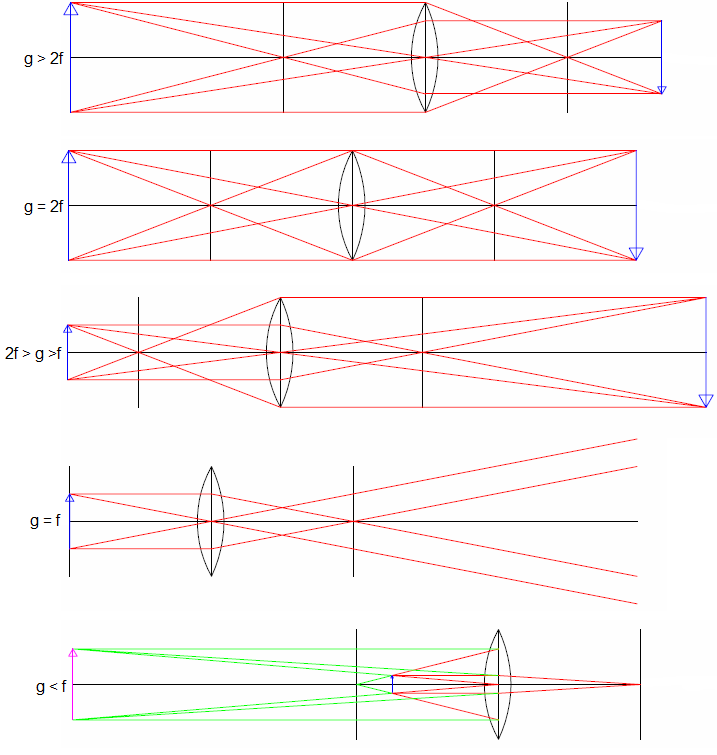 g > 2f
g = 2f
2f > g >f
g = f
g < f